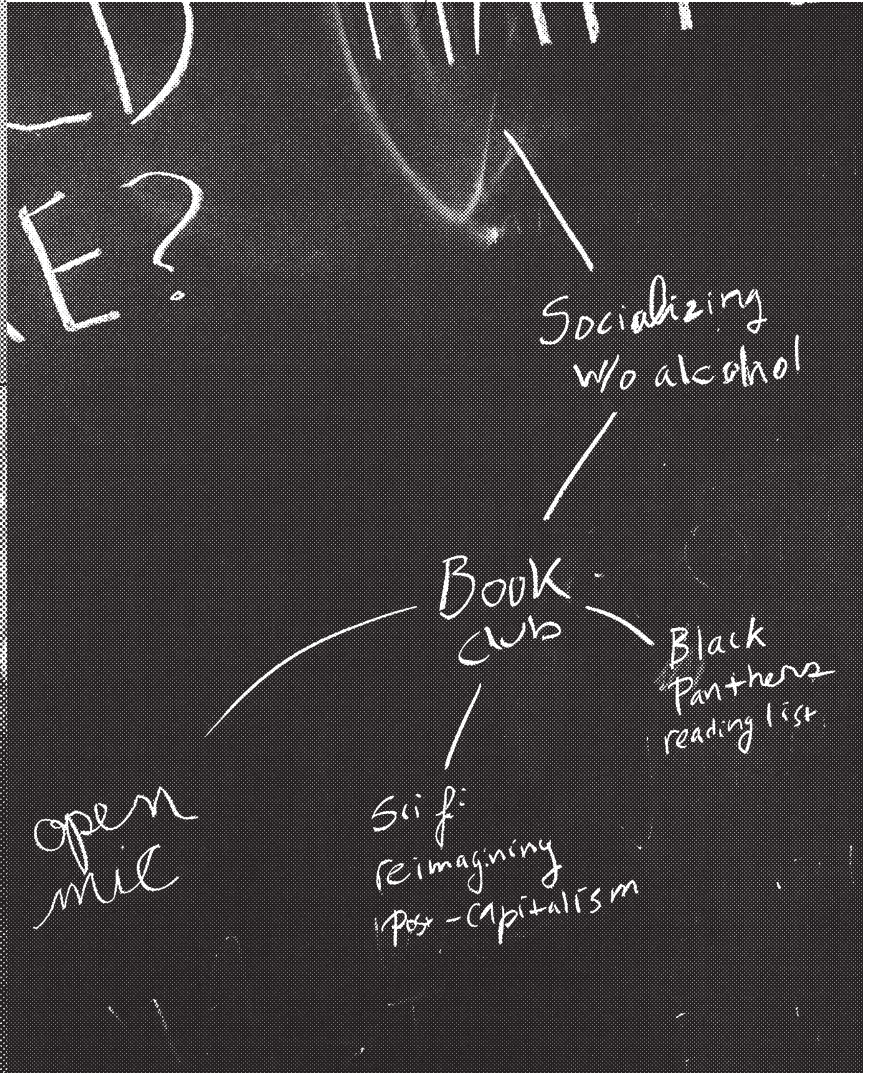 E?
Socializing
w/o alcohol
Book
club
Black
Panthers
reading list
open
mic
Sci fi
reimagining
post-capitalism